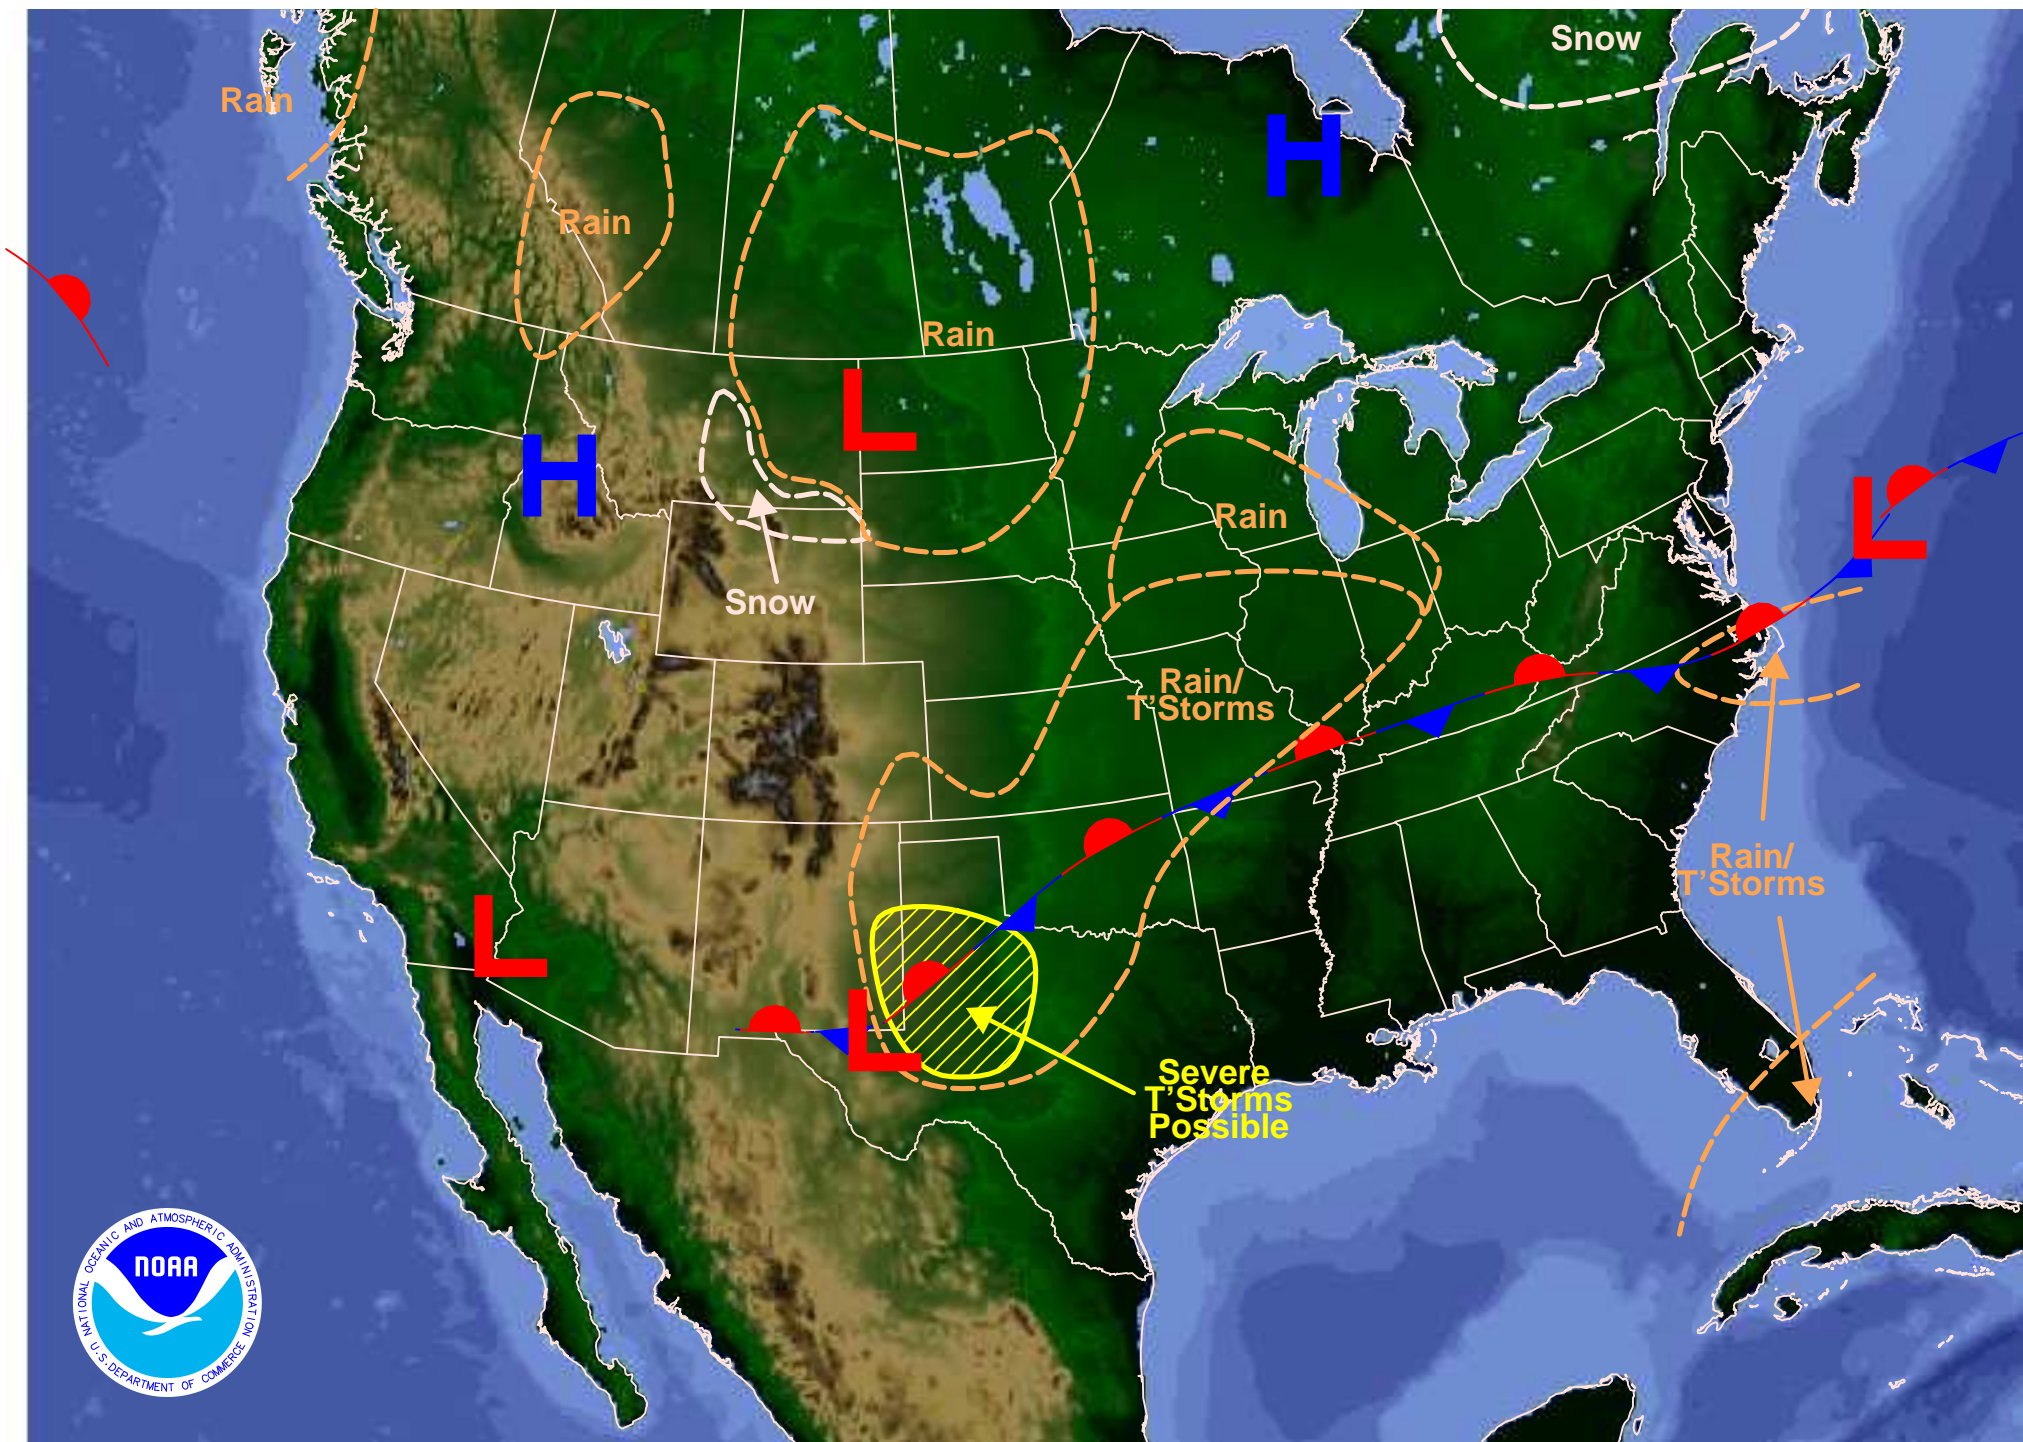 Snow
Rain
H
Rain
Rain
L
H
L
Rain
Snow
Rain/
T'Storms
Rain/
T'Storms
L
L
Severe
T'Storms
Possible
NATIONAL OCEANIC AND ATMOSPHERIC ADMINISTRATION
NOAA
U.S. DEPARTMENT OF COMMERCE